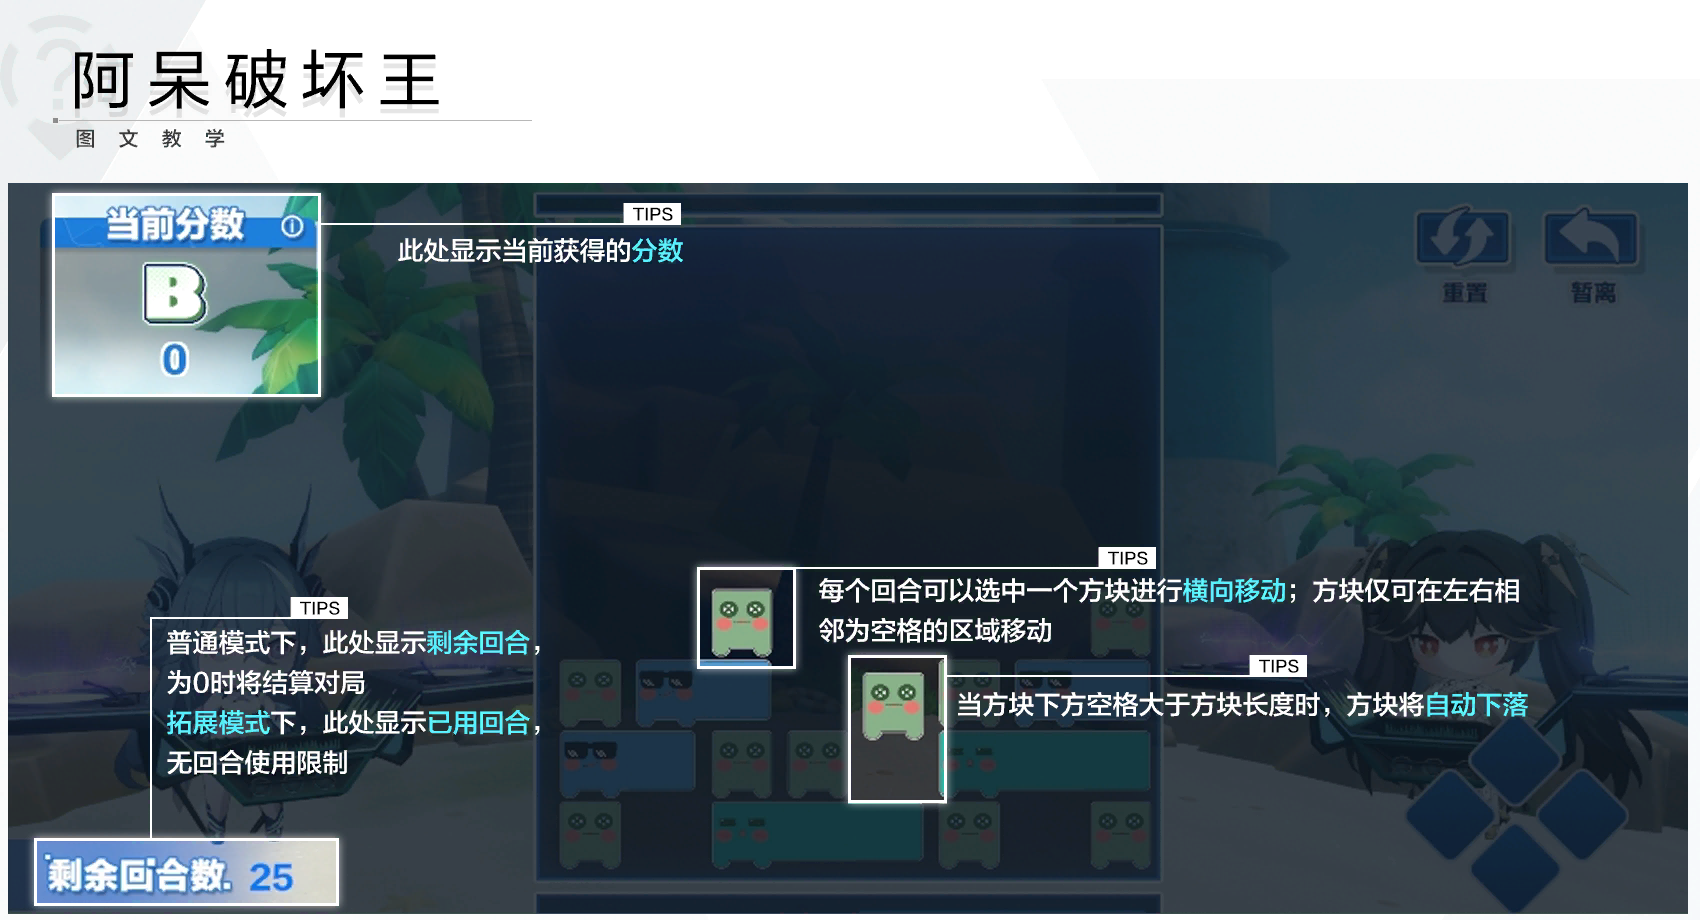 阿呆破坏王
图文教学
当前分数
B
0
TIPS
此处显示当前获得的分数
重置
暂离
TIPS
每个回合可以选中一个方块进行横向移动；方块仅可在左右相
邻为空格的区域移动
TIPS
当方块下方空格大于方块长度时，方块将自动下落
TIPS
普通模式下，此处显示剩余回合，
为0时将结算对局
拓展模式下，此处显示已用回合，
无回合使用限制
剩余回合数. 25